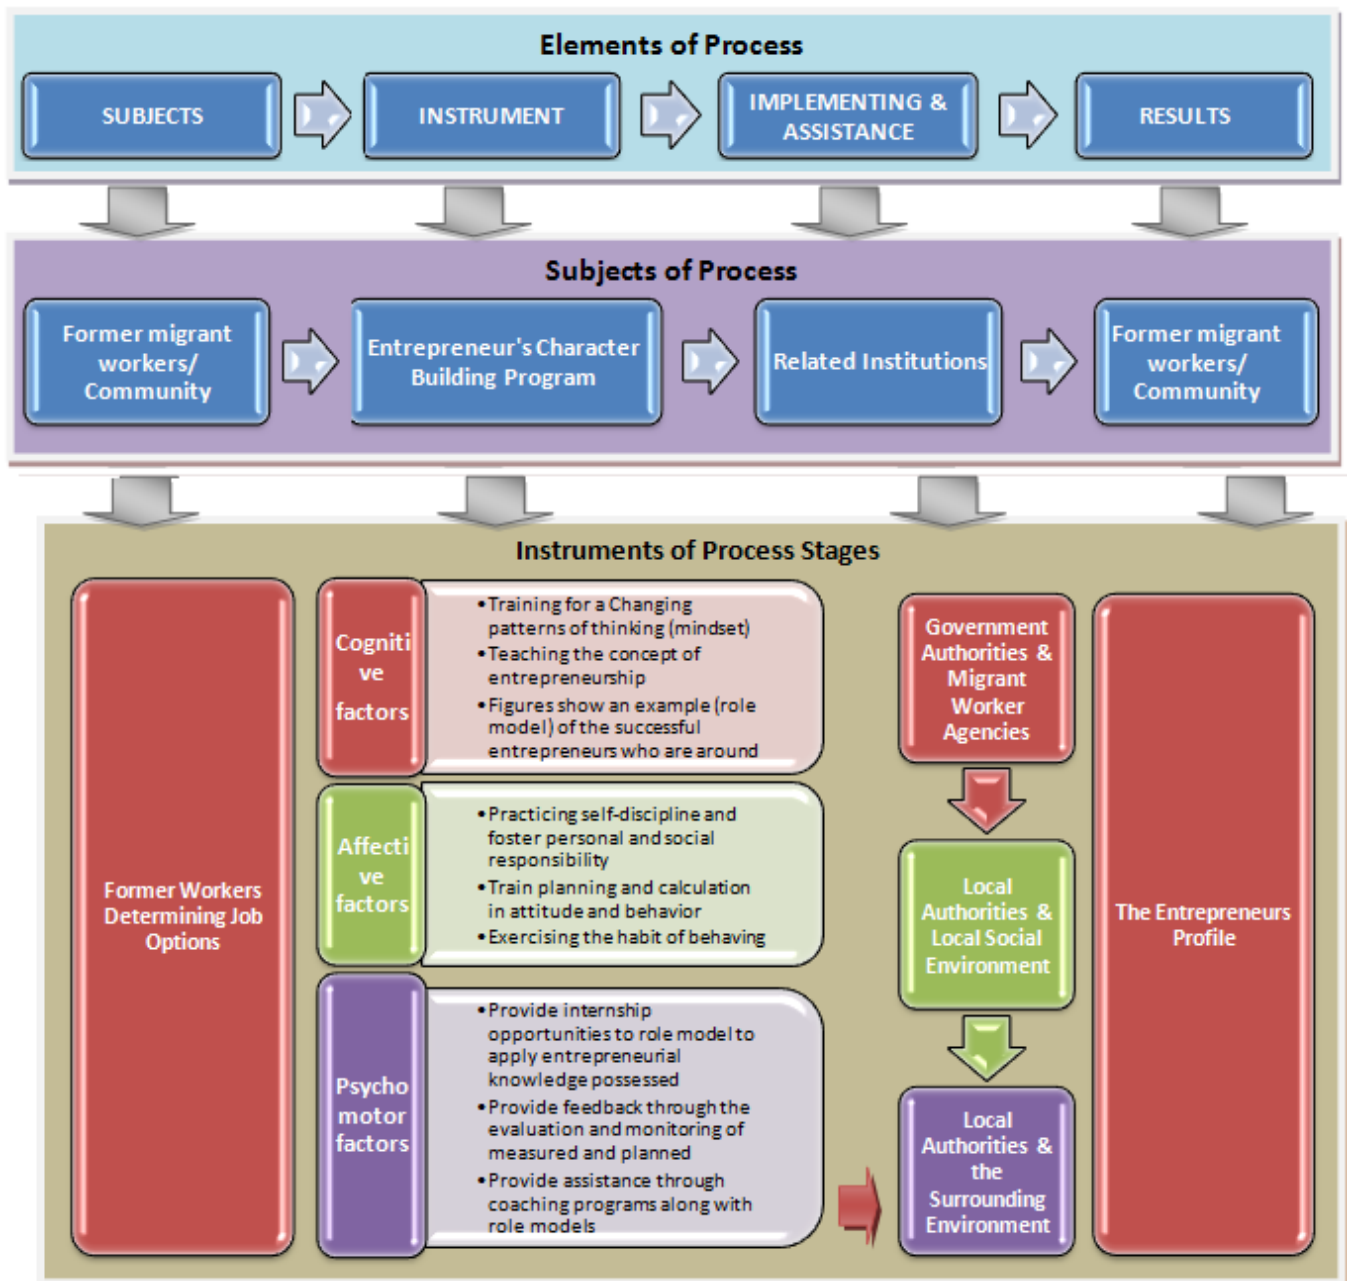 Elements of Process
SUBJECTS
INSTRUMENT
IMPLEMENTING &
ASSISTANCE
RESULTS
Subjects of Process
Former migrant
workers/
Community
Entrepreneur's Character
Building Program
Related Institutions
Former migrant
workers/
Community
Instruments of Process Stages
Former Workers
Determining Job
Options
Cogniti
ve
factors
•Training for a Changing
patterns of thinking (mindset)
•Teaching the concept of
entrepreneurship
•Figures show an example (role
model) of the successful
entrepreneurs who are around
Affecti
ve
factors
•Practicing self-discipline and
foster personal and social
responsibility
•Train planning and calculation
in attitude and behavior
•Exercising the habit of behaving
Psycho
motor
factors
•Provide internship
opportunities to role model to
apply entrepreneurial
knowledge possessed
•Provide feedback through the
evaluation and monitoring of
measured and planned
•Provide assistance through
coaching programs along with
role models
Government
Authorities &
Migrant
Worker
Agencies
Local
Authorities &
Local Social
Environment
Local
Authorities &
the
Surrounding
Environment
The Entrepreneurs
Profile